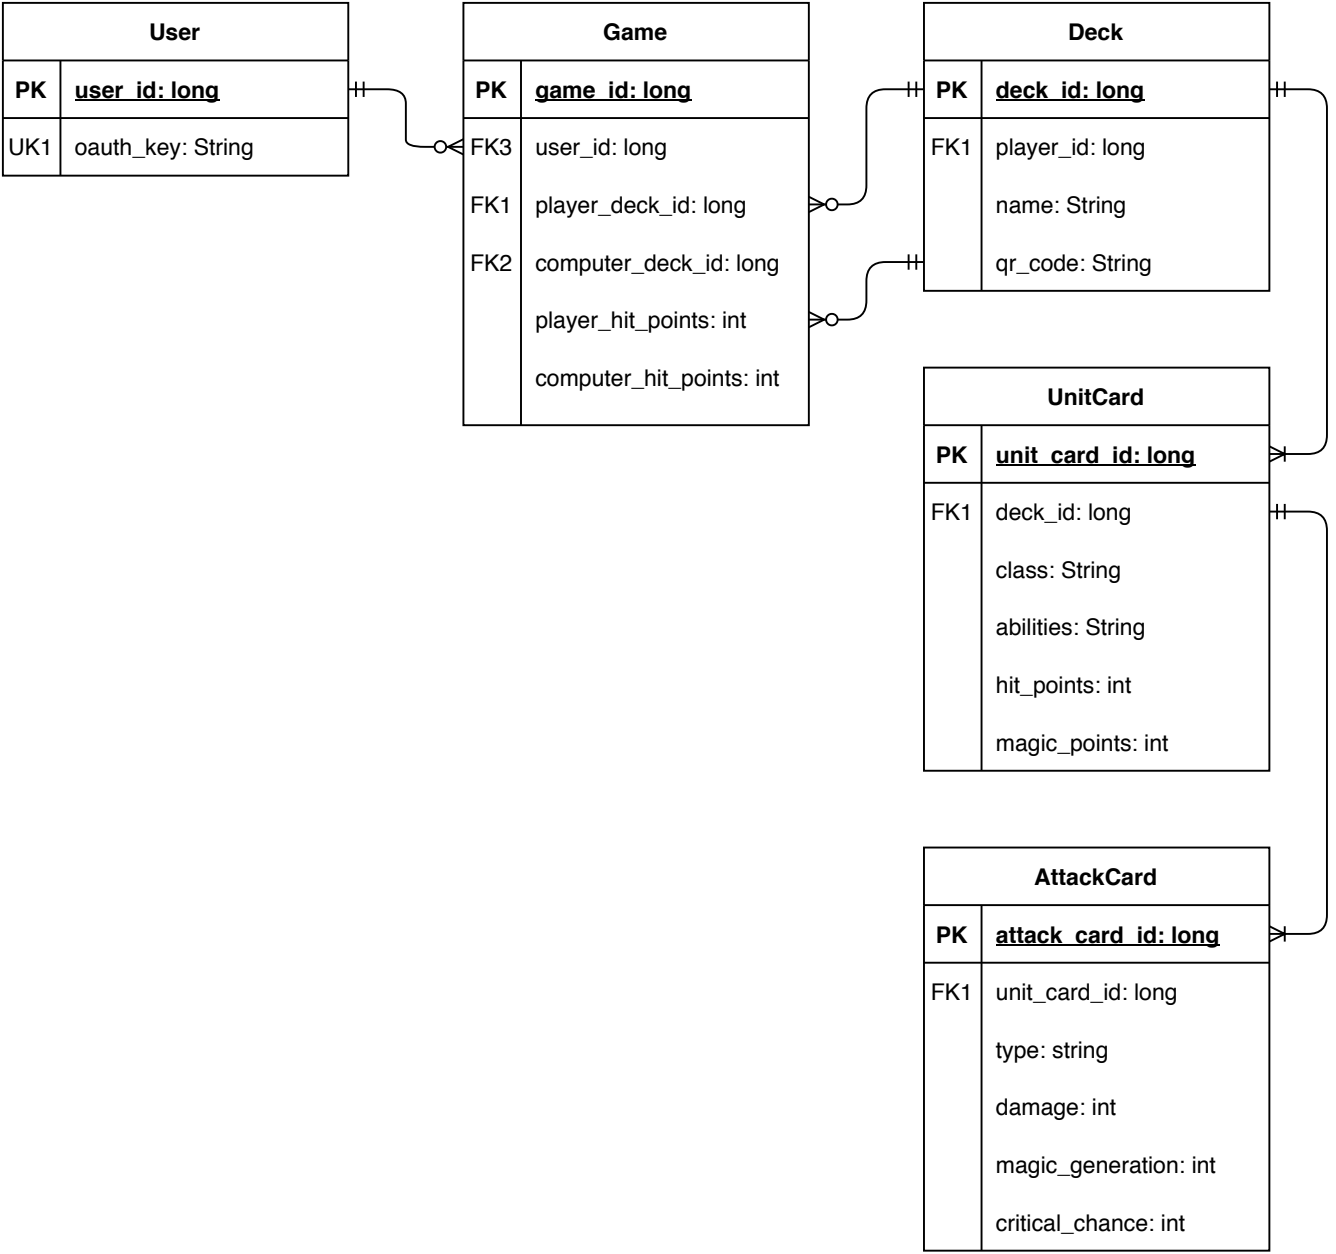 User
PK user_id: long
UK1 oauth_key: String
Game
PK game_id: long
FK3 user_id: long
FK1 player_deck_id: long
FK2 computer_deck_id: long
player_hit_points: int
computer_hit_points: int
Deck
PK deck_id: long
FK1 player_id: long
name: String
qr_code: String
UnitCard
PK unit_card_id: long
FK1 deck_id: long
class: String
abilities: String
hit_points: int
magic_points: int
AttackCard
PK attack_card_id: long
FK1 unit_card_id: long
type: string
damage: int
magic_generation: int
critical_chance: int